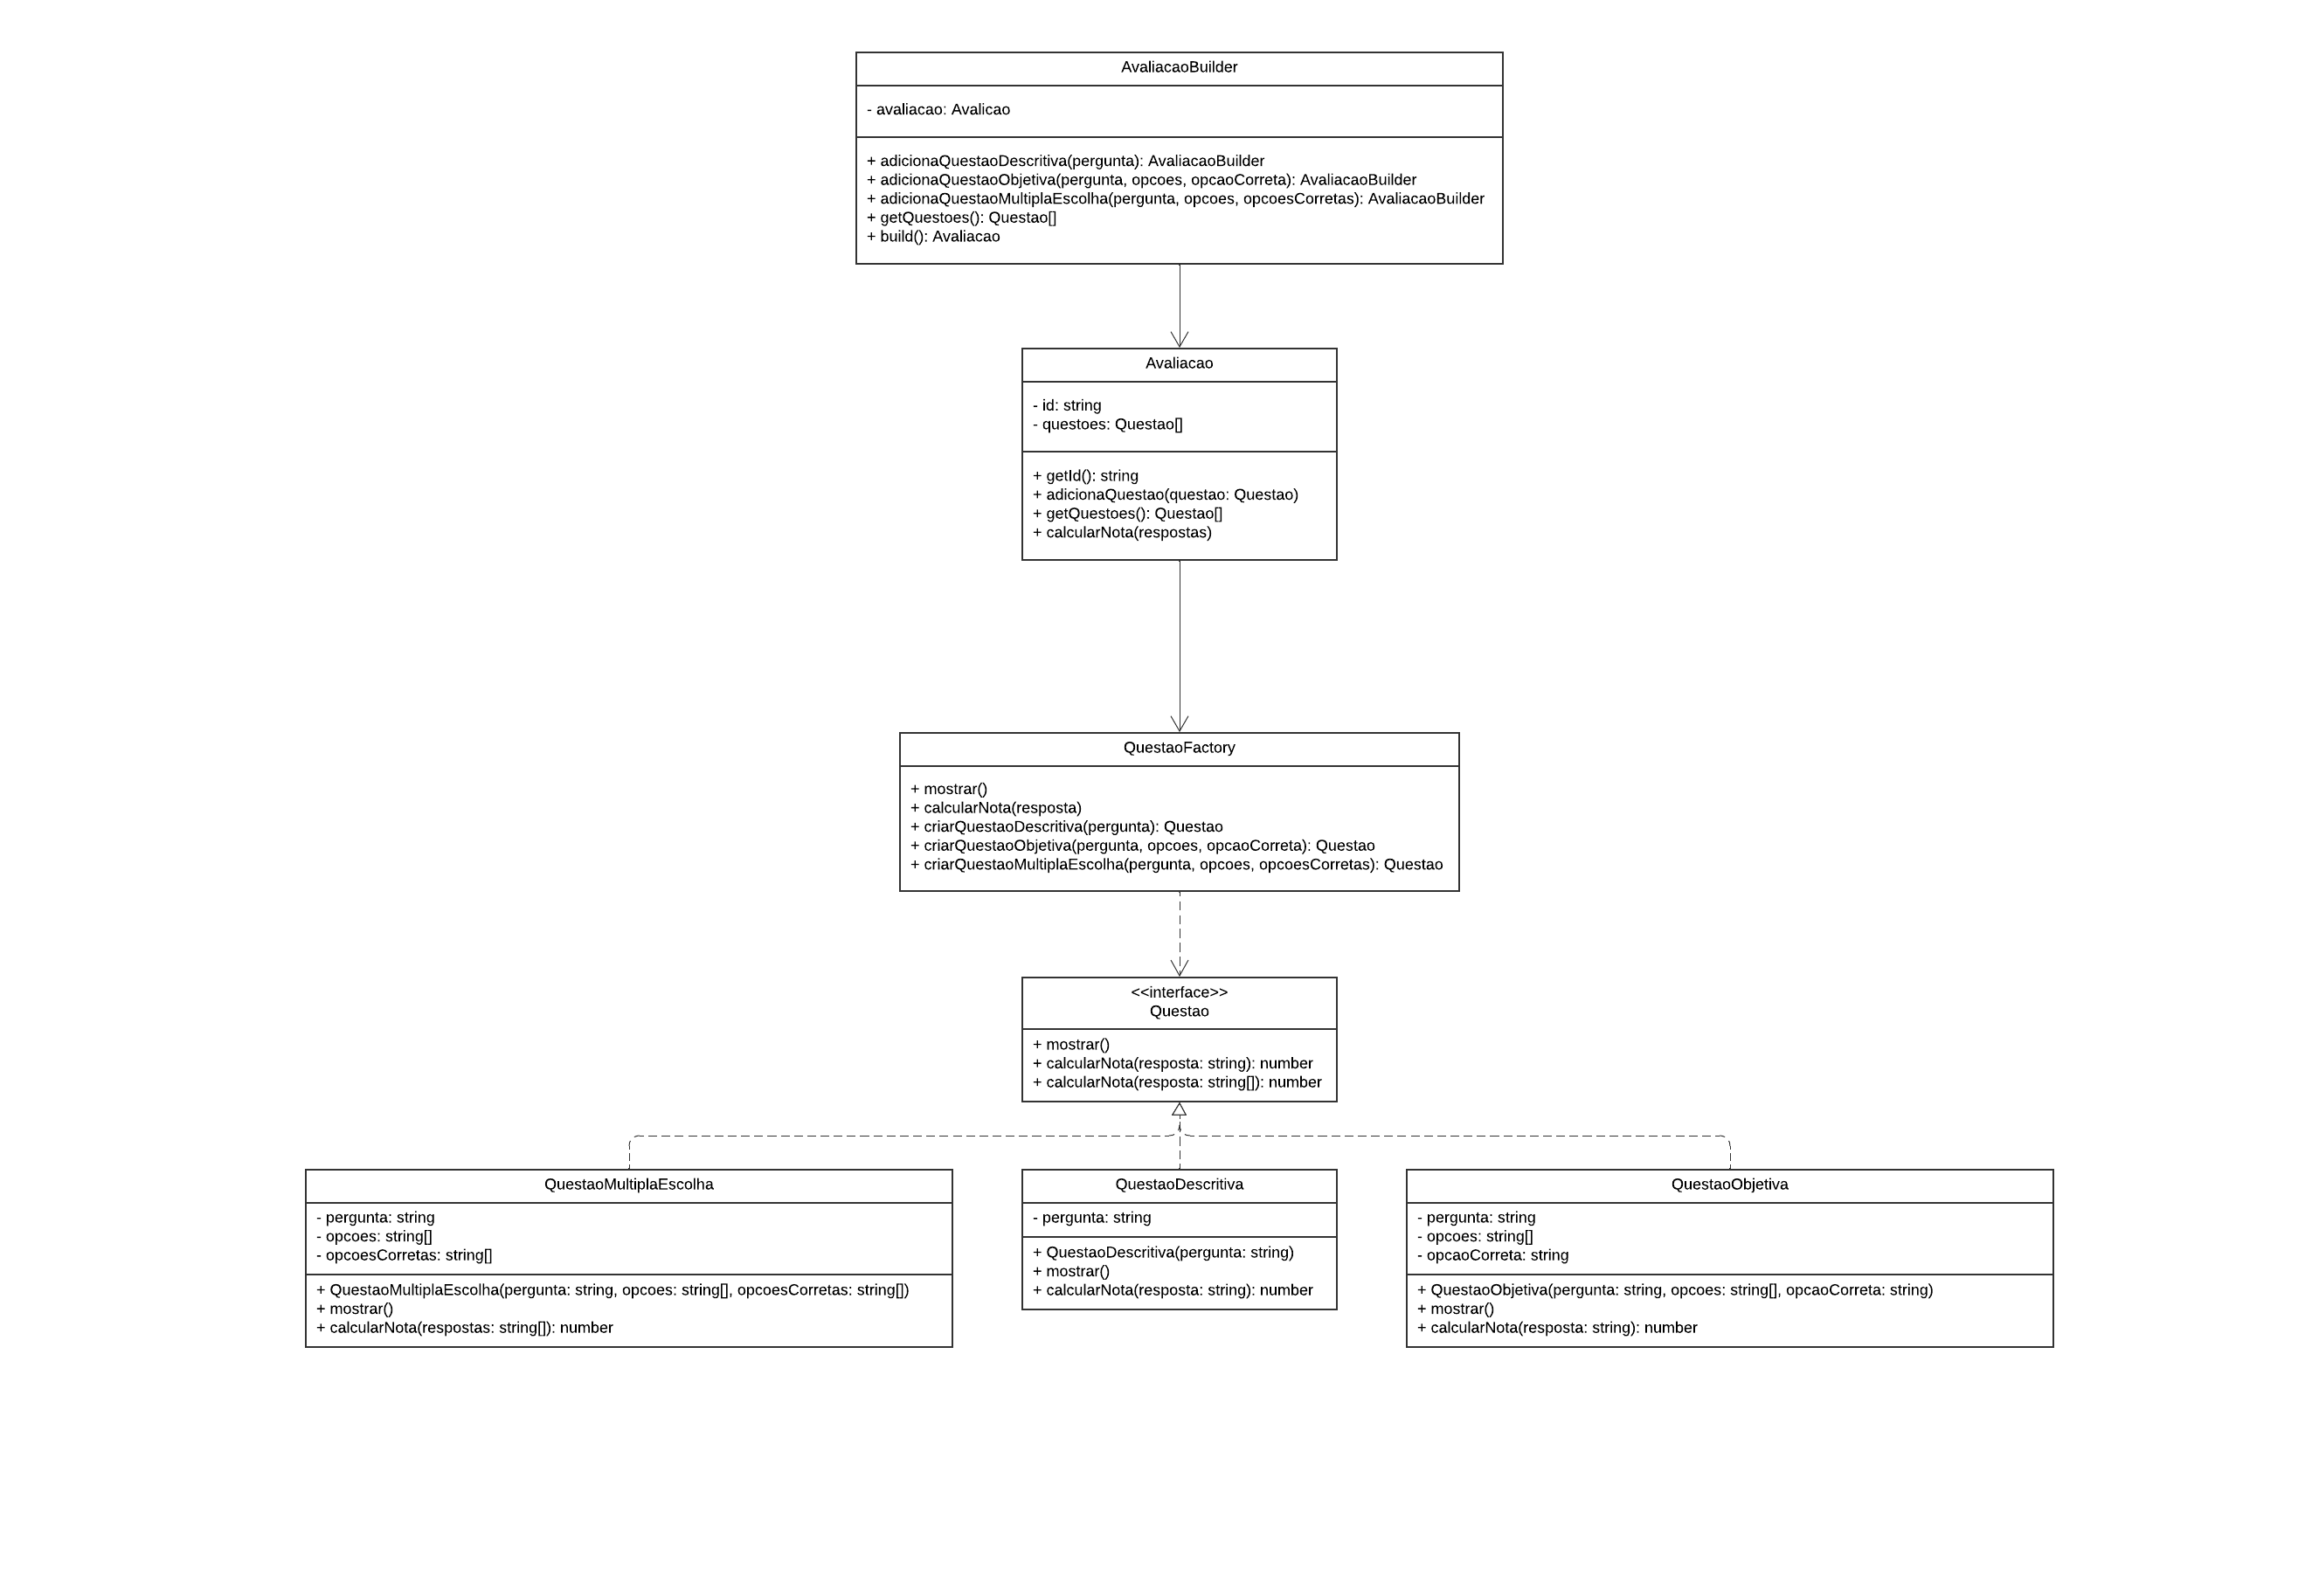 AvaliacaoBuilder
- avaliacao: Avalicao
+ adicionaQuestaoDescritiva(pergunta): AvaliacaoBuilder
+ adicionaQuestaoObjetiva(pergunta, opcoes, opcaoCorreta): AvaliacaoBuilder
+ adicionaQuestaoMultiplaEscolha(pergunta, opcoes, opcoesCorretas): AvaliacaoBuilder
+ getQuestoes(): Questao[]
+ build(): Avaliacao
Avaliacao
- id: string
- questoes: Questao[]
+ getId(): string
+ adicionaQuestao(questao: Questao)
+ getQuestoes(): Questao[]
+ calcularNota(respostas)
QuestaoFactory
+ mostrar()
+ calcularNota(resposta)
+ criarQuestaoDescritiva(pergunta): Questao
+ criarQuestaoObjetiva(pergunta, opcoes, opcaoCorreta): Questao
+ criarQuestaoMultiplaEscolha(pergunta, opcoes, opcoesCorretas): Questao
<<interface>>
Questao
+ mostrar()
+ calcularNota(resposta: string): number
+ calcularNota(resposta: string[]): number
QuestaoMultiplaEscolha
- pergunta: string
- opcoes: string[]
- opcoesCorretas: string[]
+ QuestaoMultiplaEscolha(pergunta: string, opcoes: string[], opcoesCorretas: string[])
+ mostrar()
+ calcularNota(respostas: string[]): number
QuestaoDescritiva
- pergunta: string
+ QuestaoDescritiva(pergunta: string)
+ mostrar()
+ calcularNota(resposta: string): number
QuestaoObjetiva
- pergunta: string
- opcoes: string[]
- opcaoCorreta: string
+ QuestaoObjetiva(pergunta: string, opcoes: string[], opcaoCorreta: string)
+ mostrar()
+ calcularNota(resposta: string): number